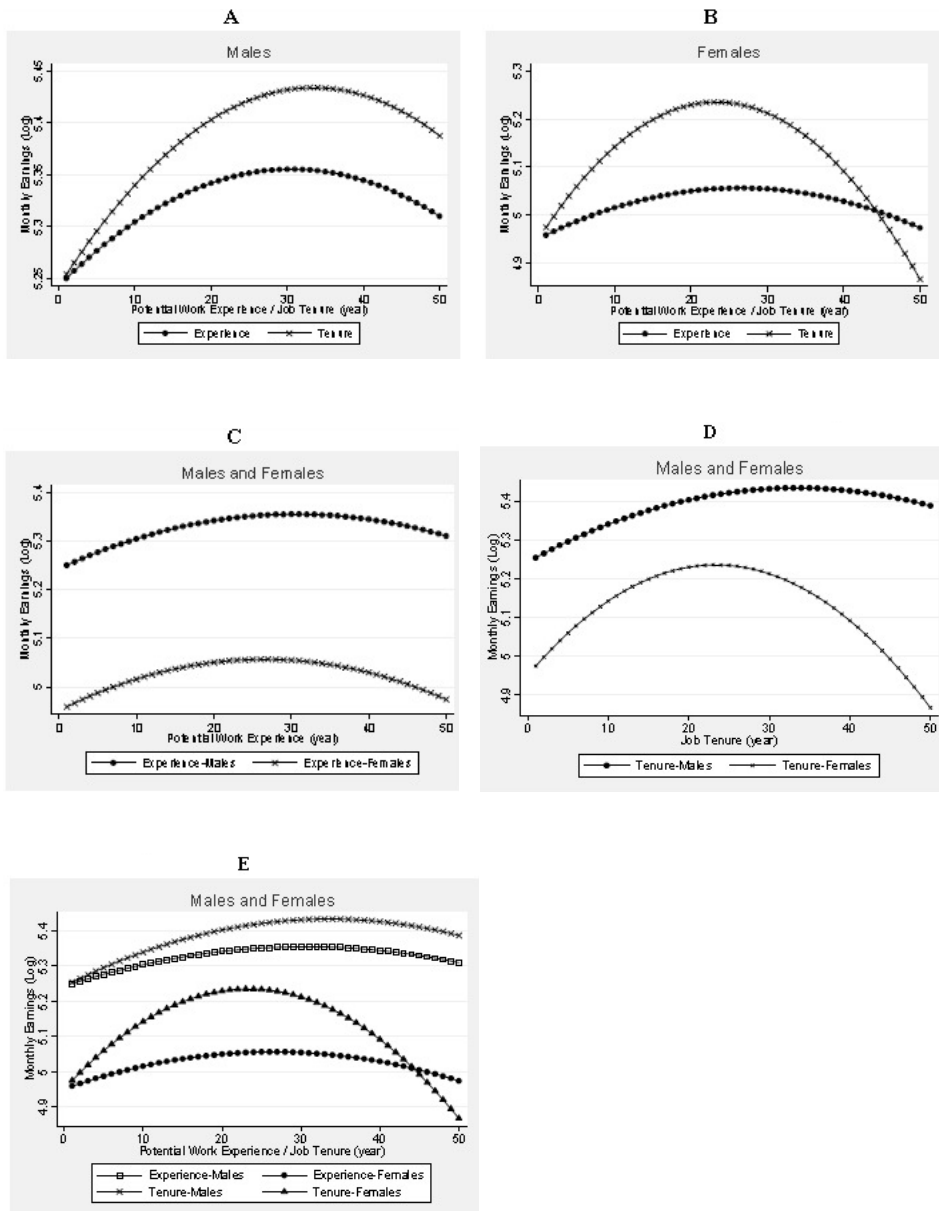 A
Males
Monthly Earnings (Log)
5.45
5.4
5.35
5.3
5.25
0 10 20 30 40 50
Potential Work Experience / Job Tenure (year)
Experience Tenure
B
Females
Monthly Earnings (Log)
5.3
5.2
5.1
5
4.9
0 10 20 30 40 50
Potential Work Experience / Job Tenure (year)
Experience Tenure
C
Males and Females
Monthly Earnings (Log)
5.4
5.3
5.2
5.1
5
0 10 20 30 40 50
Potential Work Experience (year)
Experience-Males Experience-Females
D
Males and Females
Monthly Earnings (Log)
5.4
5.3
5.2
5.1
5
4.9
0 10 20 30 40 50
Job Tenure (year)
Tenure-Males Tenure-Females
E
Males and Females
Monthly Earnings (Log)
5.4
5.3
5.2
5.1
5
4.9
0 10 20 30 40 50
Potential Work Experience / Job Tenure (year)
Experience-Males Experience-Females
Tenure-Males Tenure-Females